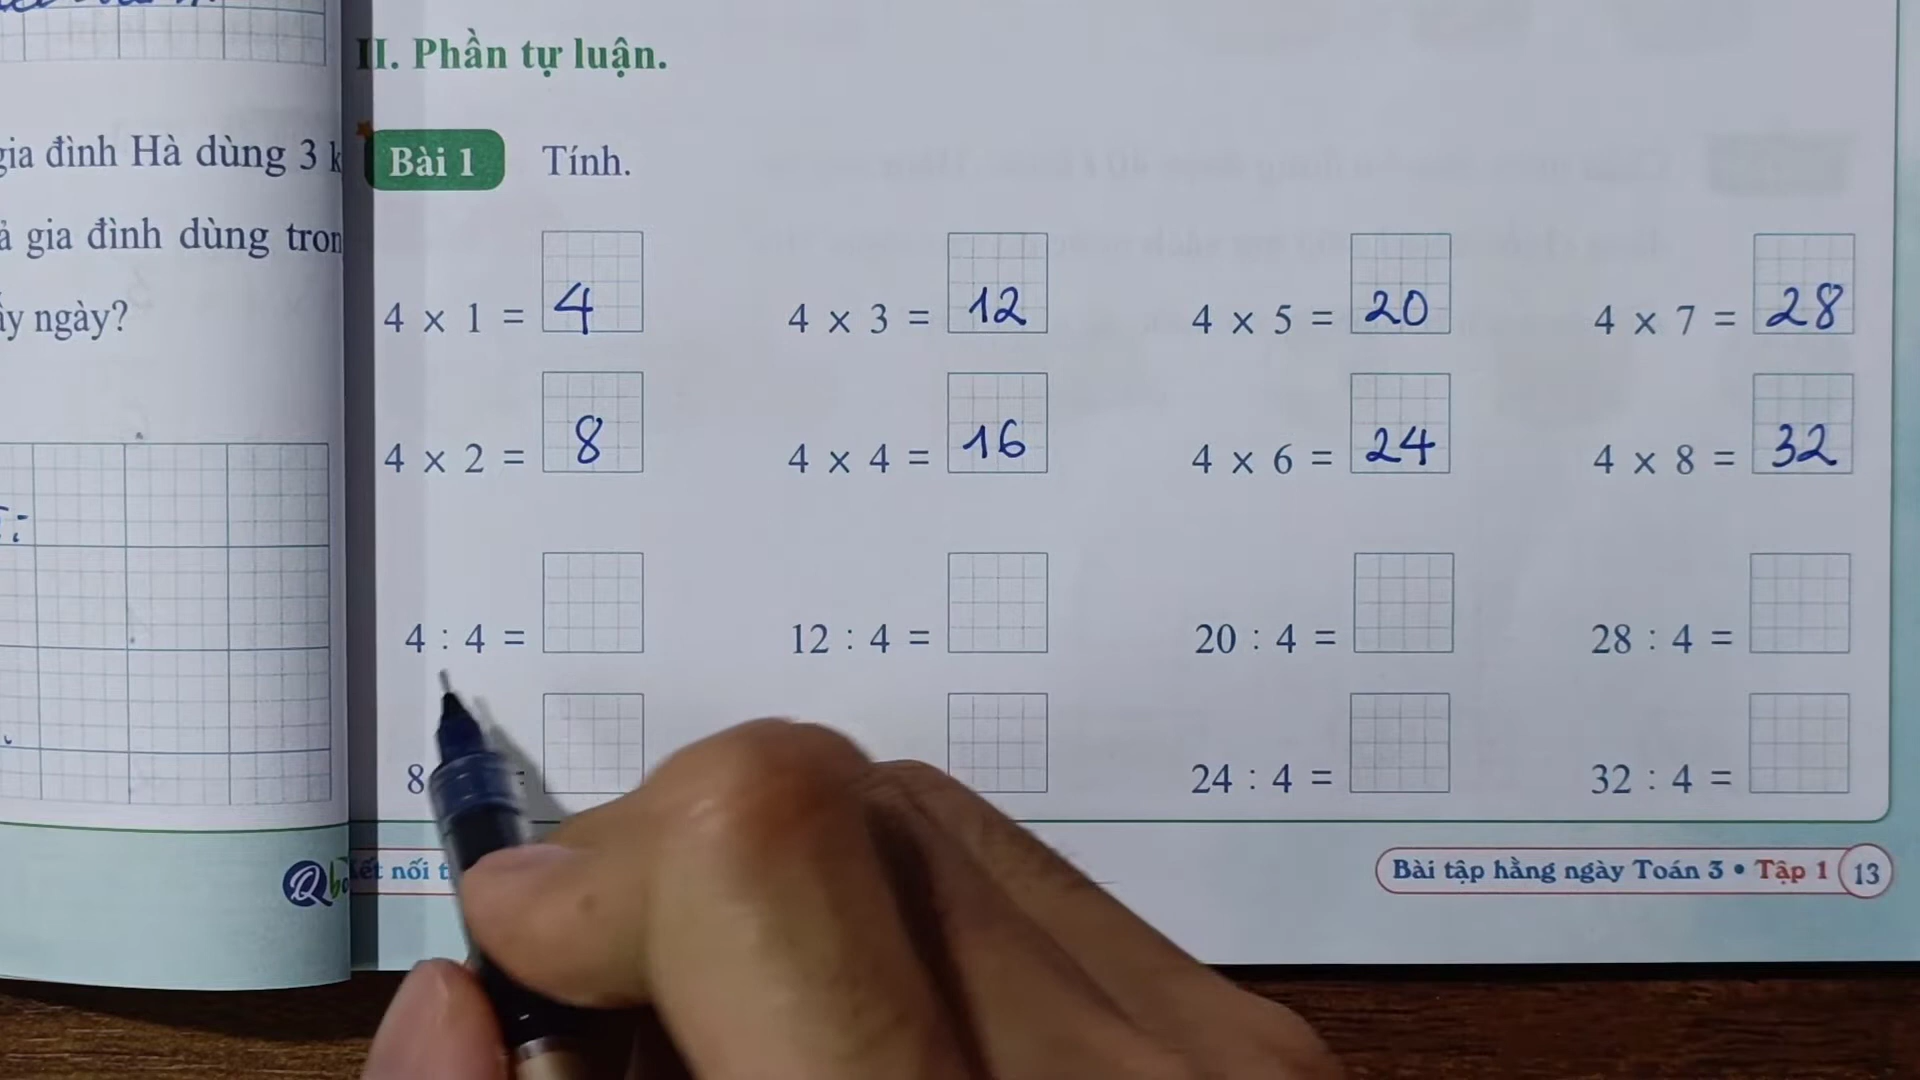 gia đình Hà dùng 3
gia đình dùng
ngày?
II. Phần tự luận.
Bài 1 Tính.
4 × 1 = 4 4 × 3 = 12 4 × 5 = 20 4 × 7 = 28
4 × 2 = 8 4 × 4 = 16 4 × 6 = 24 4 × 8 = 32
4 : 4 = 12 : 4 = 20 : 4 = 28 : 4 =
8 = 24 : 4 = 32 : 4 =
nối
Bài tập hằng ngày Toán 3 • Tập 1 13